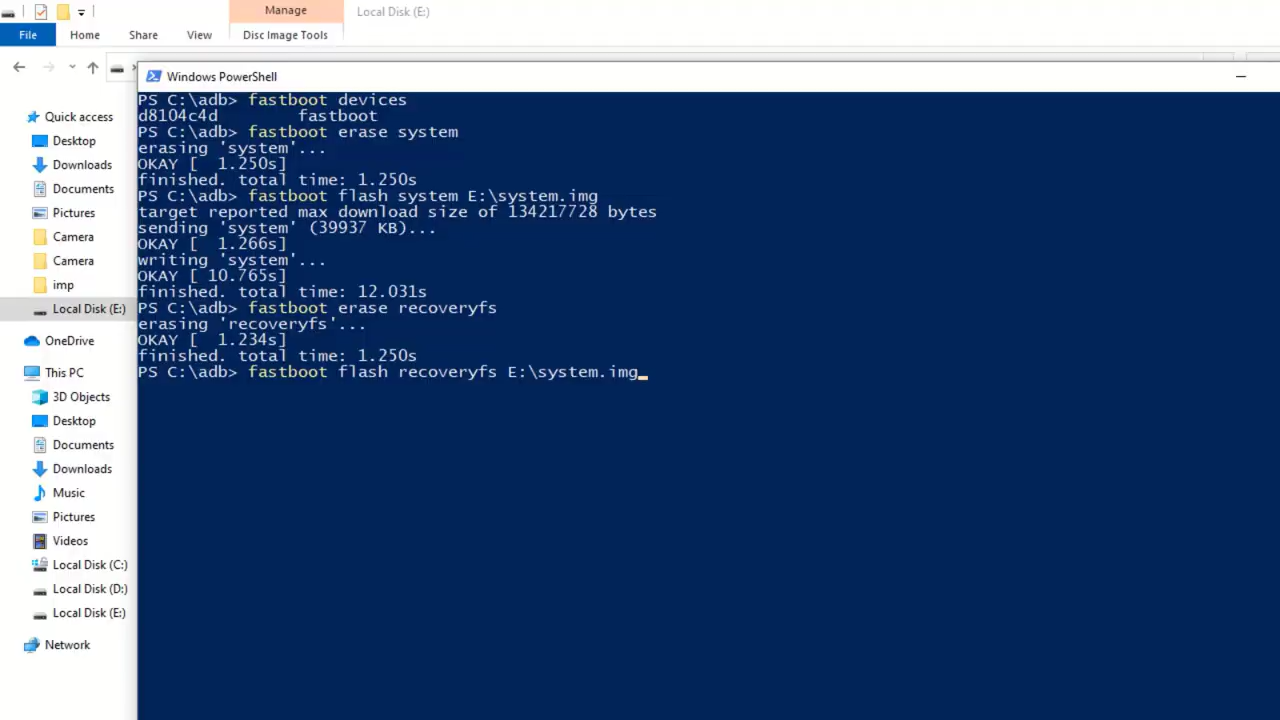 Manage
Local Disk (E:)
File
Home
Share
View
Disc Image Tools
Windows PowerShell
Quick access
Desktop
Downloads
Documents
Pictures
Camera
Camera
imp
Local Disk (E:)
OneDrive
This PC
3D Objects
Desktop
Documents
Downloads
Music
Pictures
Videos
Local Disk (C:)
Local Disk (D:)
Local Disk (E:)
Network
PS C:\adb> fastboot devices
d8104c4d        fastboot
PS C:\adb> fastboot erase system
erasing 'system'...
OKAY [  1.250s]
finished. total time: 1.250s
PS C:\adb> fastboot flash system E:\system.img
target reported max download size of 134217728 bytes
sending 'system' (39937 KB)...
OKAY [  1.266s]
writing 'system'...
OKAY [ 10.765s]
finished. total time: 12.031s
PS C:\adb> fastboot erase recoveryfs
erasing 'recoveryfs'...
OKAY [  1.234s]
finished. total time: 1.250s
PS C:\adb> fastboot flash recoveryfs E:\system.img